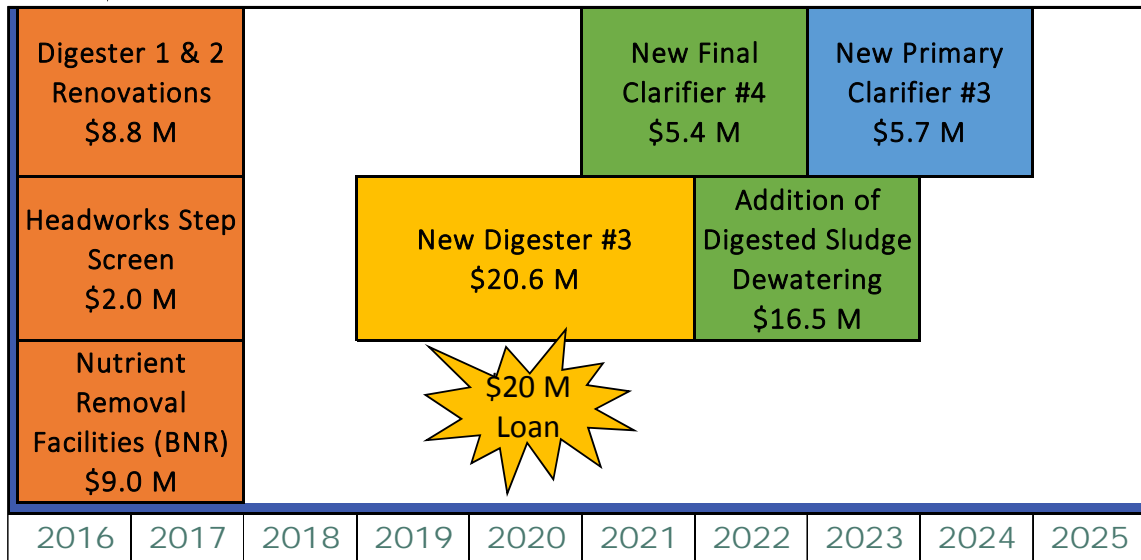 Digester 1 & 2
Renovations
$8.8 M
New Final
Clarifier #4
$5.4 M
New Primary
Clarifier #3
$5.7 M
Headworks Step
Screen
$2.0 M
New Digester #3
$20.6 M
Addition of
Digested Sludge
Dewatering
$16.5 M
Nutrient
Removal
Facilities (BNR)
$9.0 M
$20 M
Loan
2016 2017 2018 2019 2020 2021 2022 2023 2024 2025